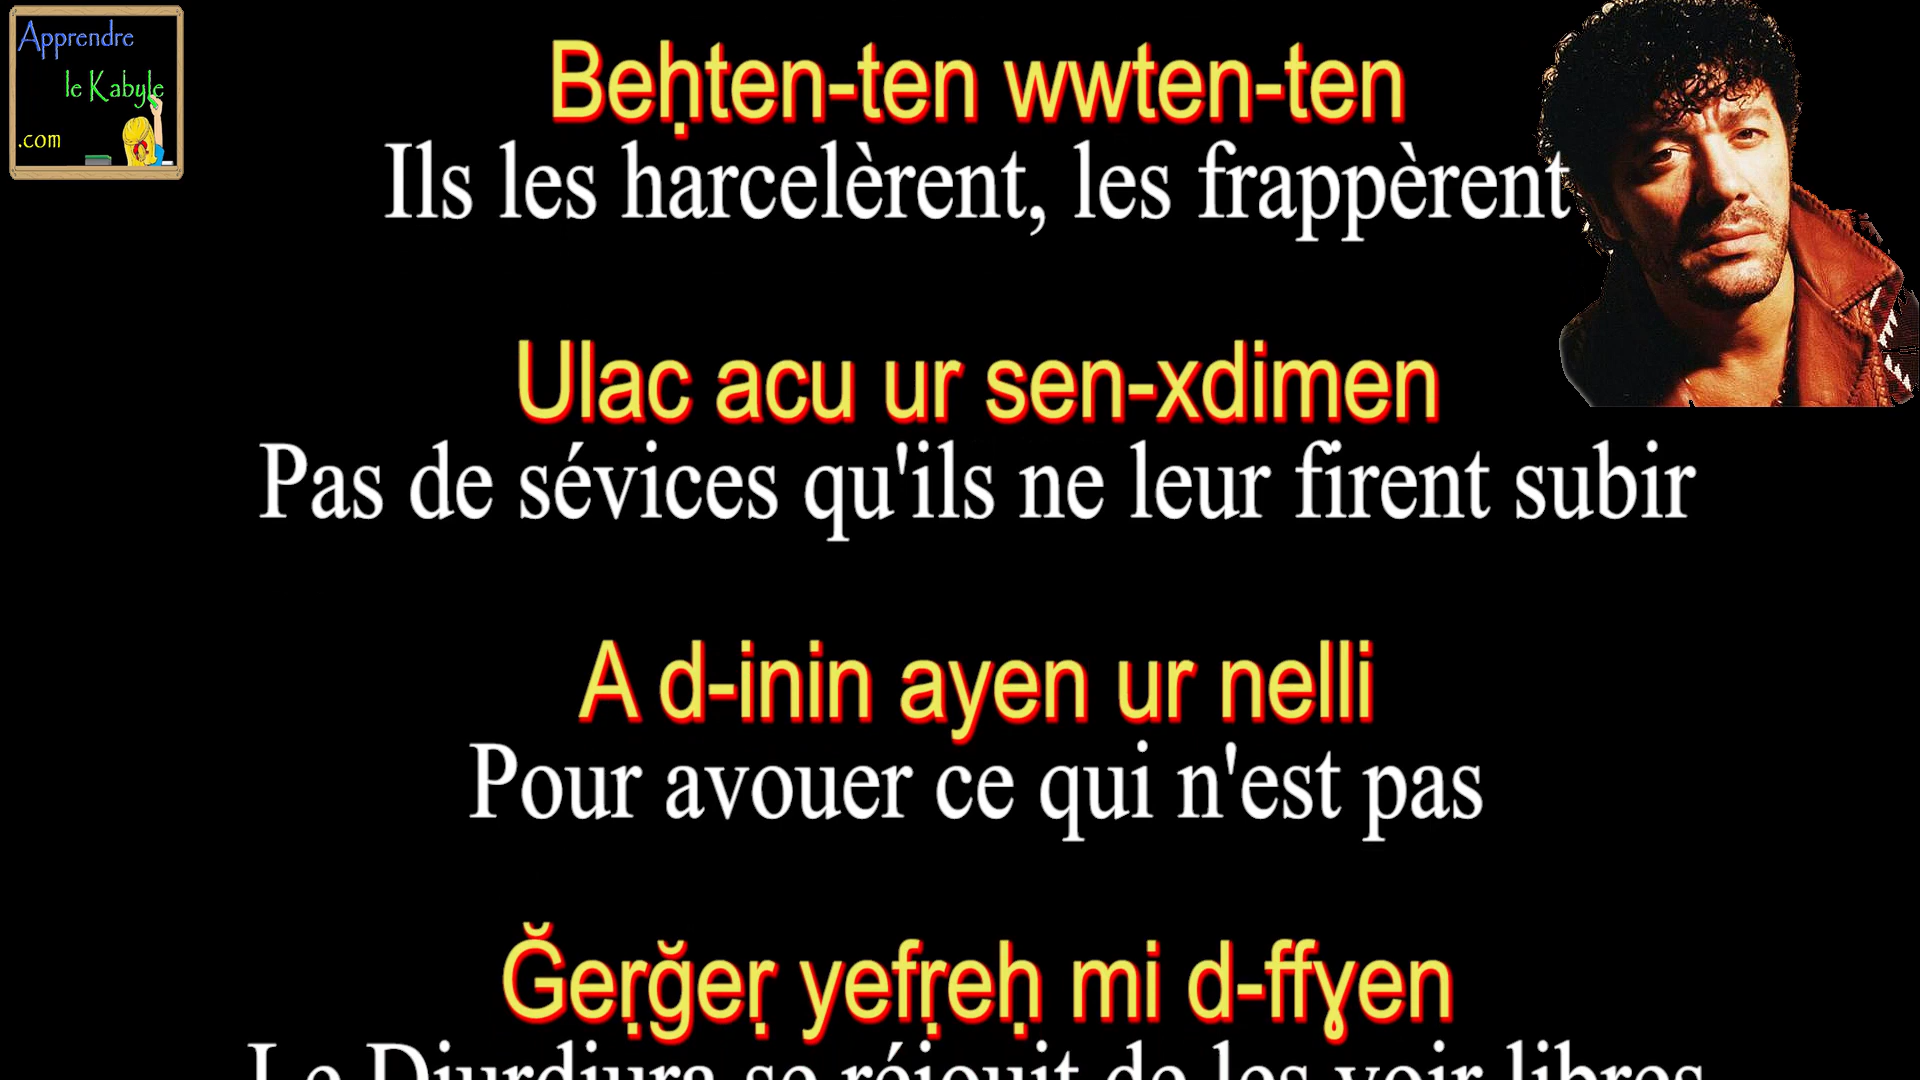 Apprendre
le Kabyle
.com
Beḥten-ten wwten-ten
Ils les harcelèrent, les frappèrent
Ulac acu ur sen-xdimen
Pas de sévices qu'ils ne leur firent subir
A d-inin ayen ur nelli
Pour avouer ce qui n'est pas
Ğeṛğeṛ yefṛeḥ mi d-ffɣen
Le Djurdjura se réjouit de les voir libres